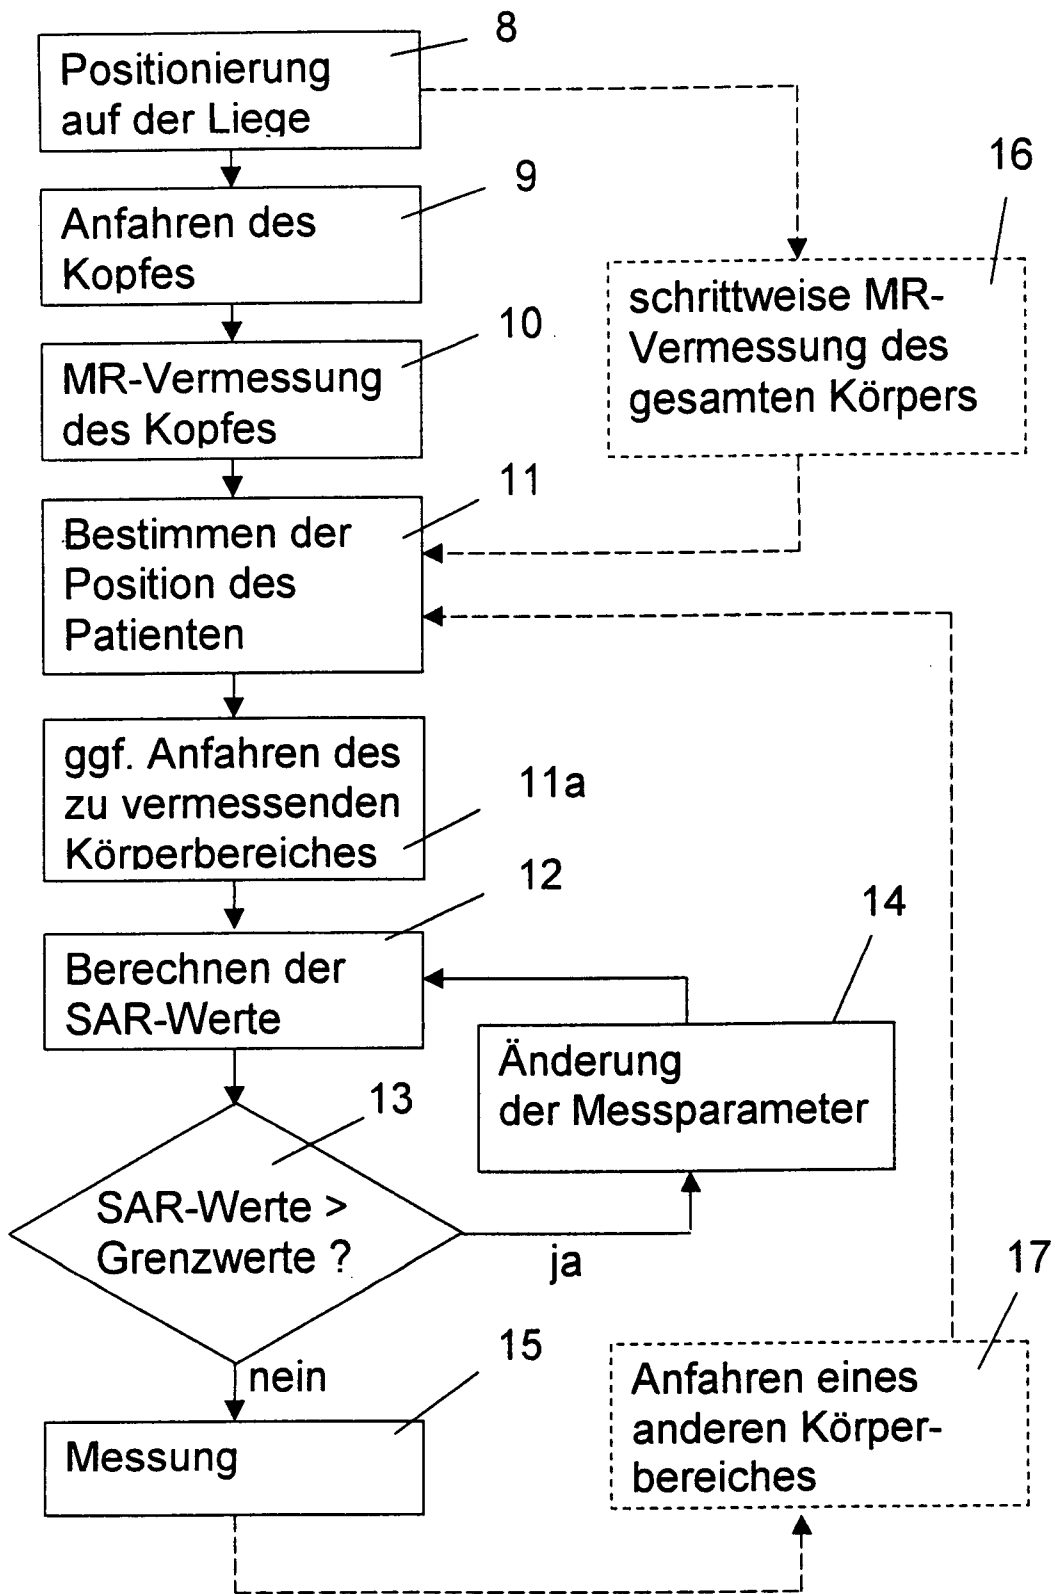 8
Positionierung
auf der Liege
9
Anfahren des
Kopfes
16
schrittweise MR-
Vermessung des
gesamten Körpers
10
MR-Vermessung
des Kopfes
11
Bestimmen der
Position des
Patienten
ggf. Anfahren des
zu vermessenden
Körperbereiches
11a
12
Berechnen der
SAR-Werte
14
Änderung
der Messparameter
13
SAR-Werte >
Grenzwerte ?
ja
nein
15
Messung
17
Anfahren eines
anderen Körper-
bereiches